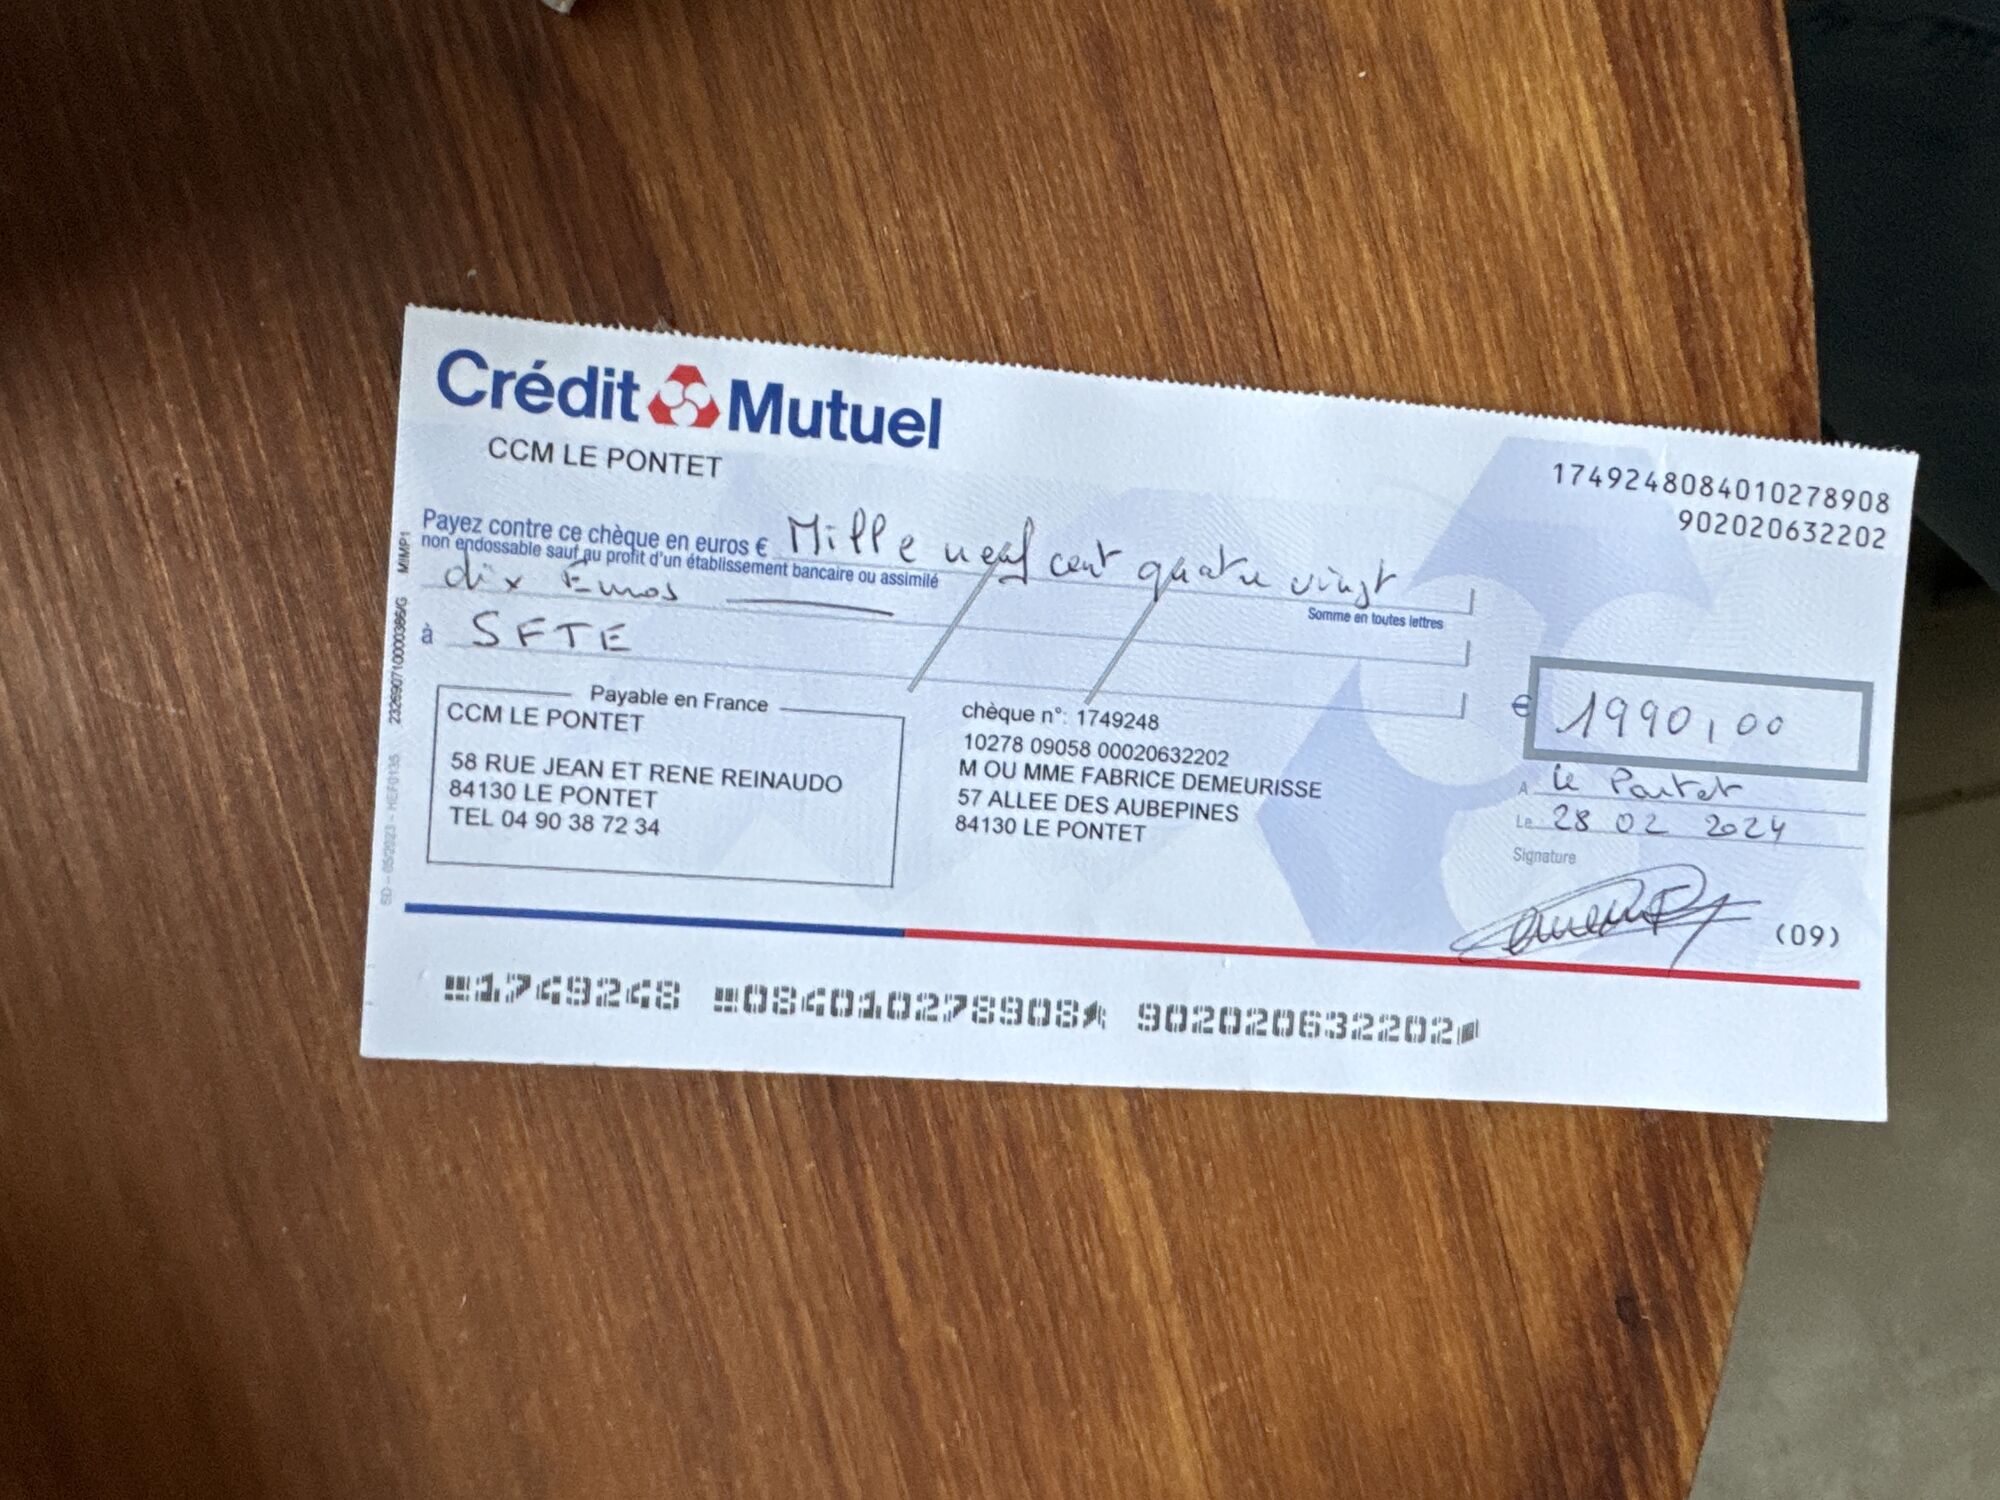 Crédit Mutuel
CCM LE PONTET
1749248084010278908
902020632202
Payez contre ce chèque en euros € Mille neuf cent quatre vingt
non endossable sauf au profit d'un établissement bancaire ou assimilé
Somme en toutes lettres
dix Euros
à SFTE
€ 1990,00
Payable en France
CCM LE PONTET
58 RUE JEAN ET RENE REINAUDO
84130 LE PONTET
TEL 04 90 38 72 34
chèque n°: 1749248
10278 09058 00020632202
M OU MME FABRICE DEMEURISSE
57 ALLEE DES AUBEPINES
84130 LE PONTET
A Le Pontet
Le 28 02 2024
Signature
(09)
1749248 084010278908 902020632202
MIMP1